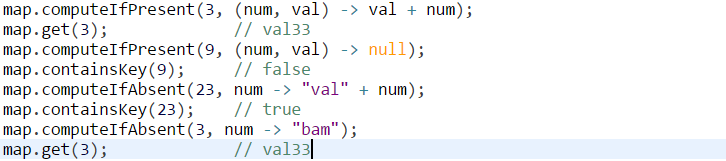 map.computeIfPresent(3, (num, val) -> val + num);
map.get(3);             // val33
map.computeIfPresent(9, (num, val) -> null);
map.containsKey(9);     // false
map.computeIfAbsent(23, num -> "val" + num);
map.containsKey(23);    // true
map.computeIfAbsent(3, num -> "bam");
map.get(3);             // val33